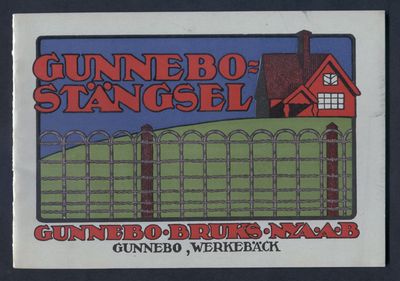 GUNNEBO=
STÄNGSEL
GUNNEBO·BRUKS·NYA·A·B
GUNNEBO, WERKEBÄCK